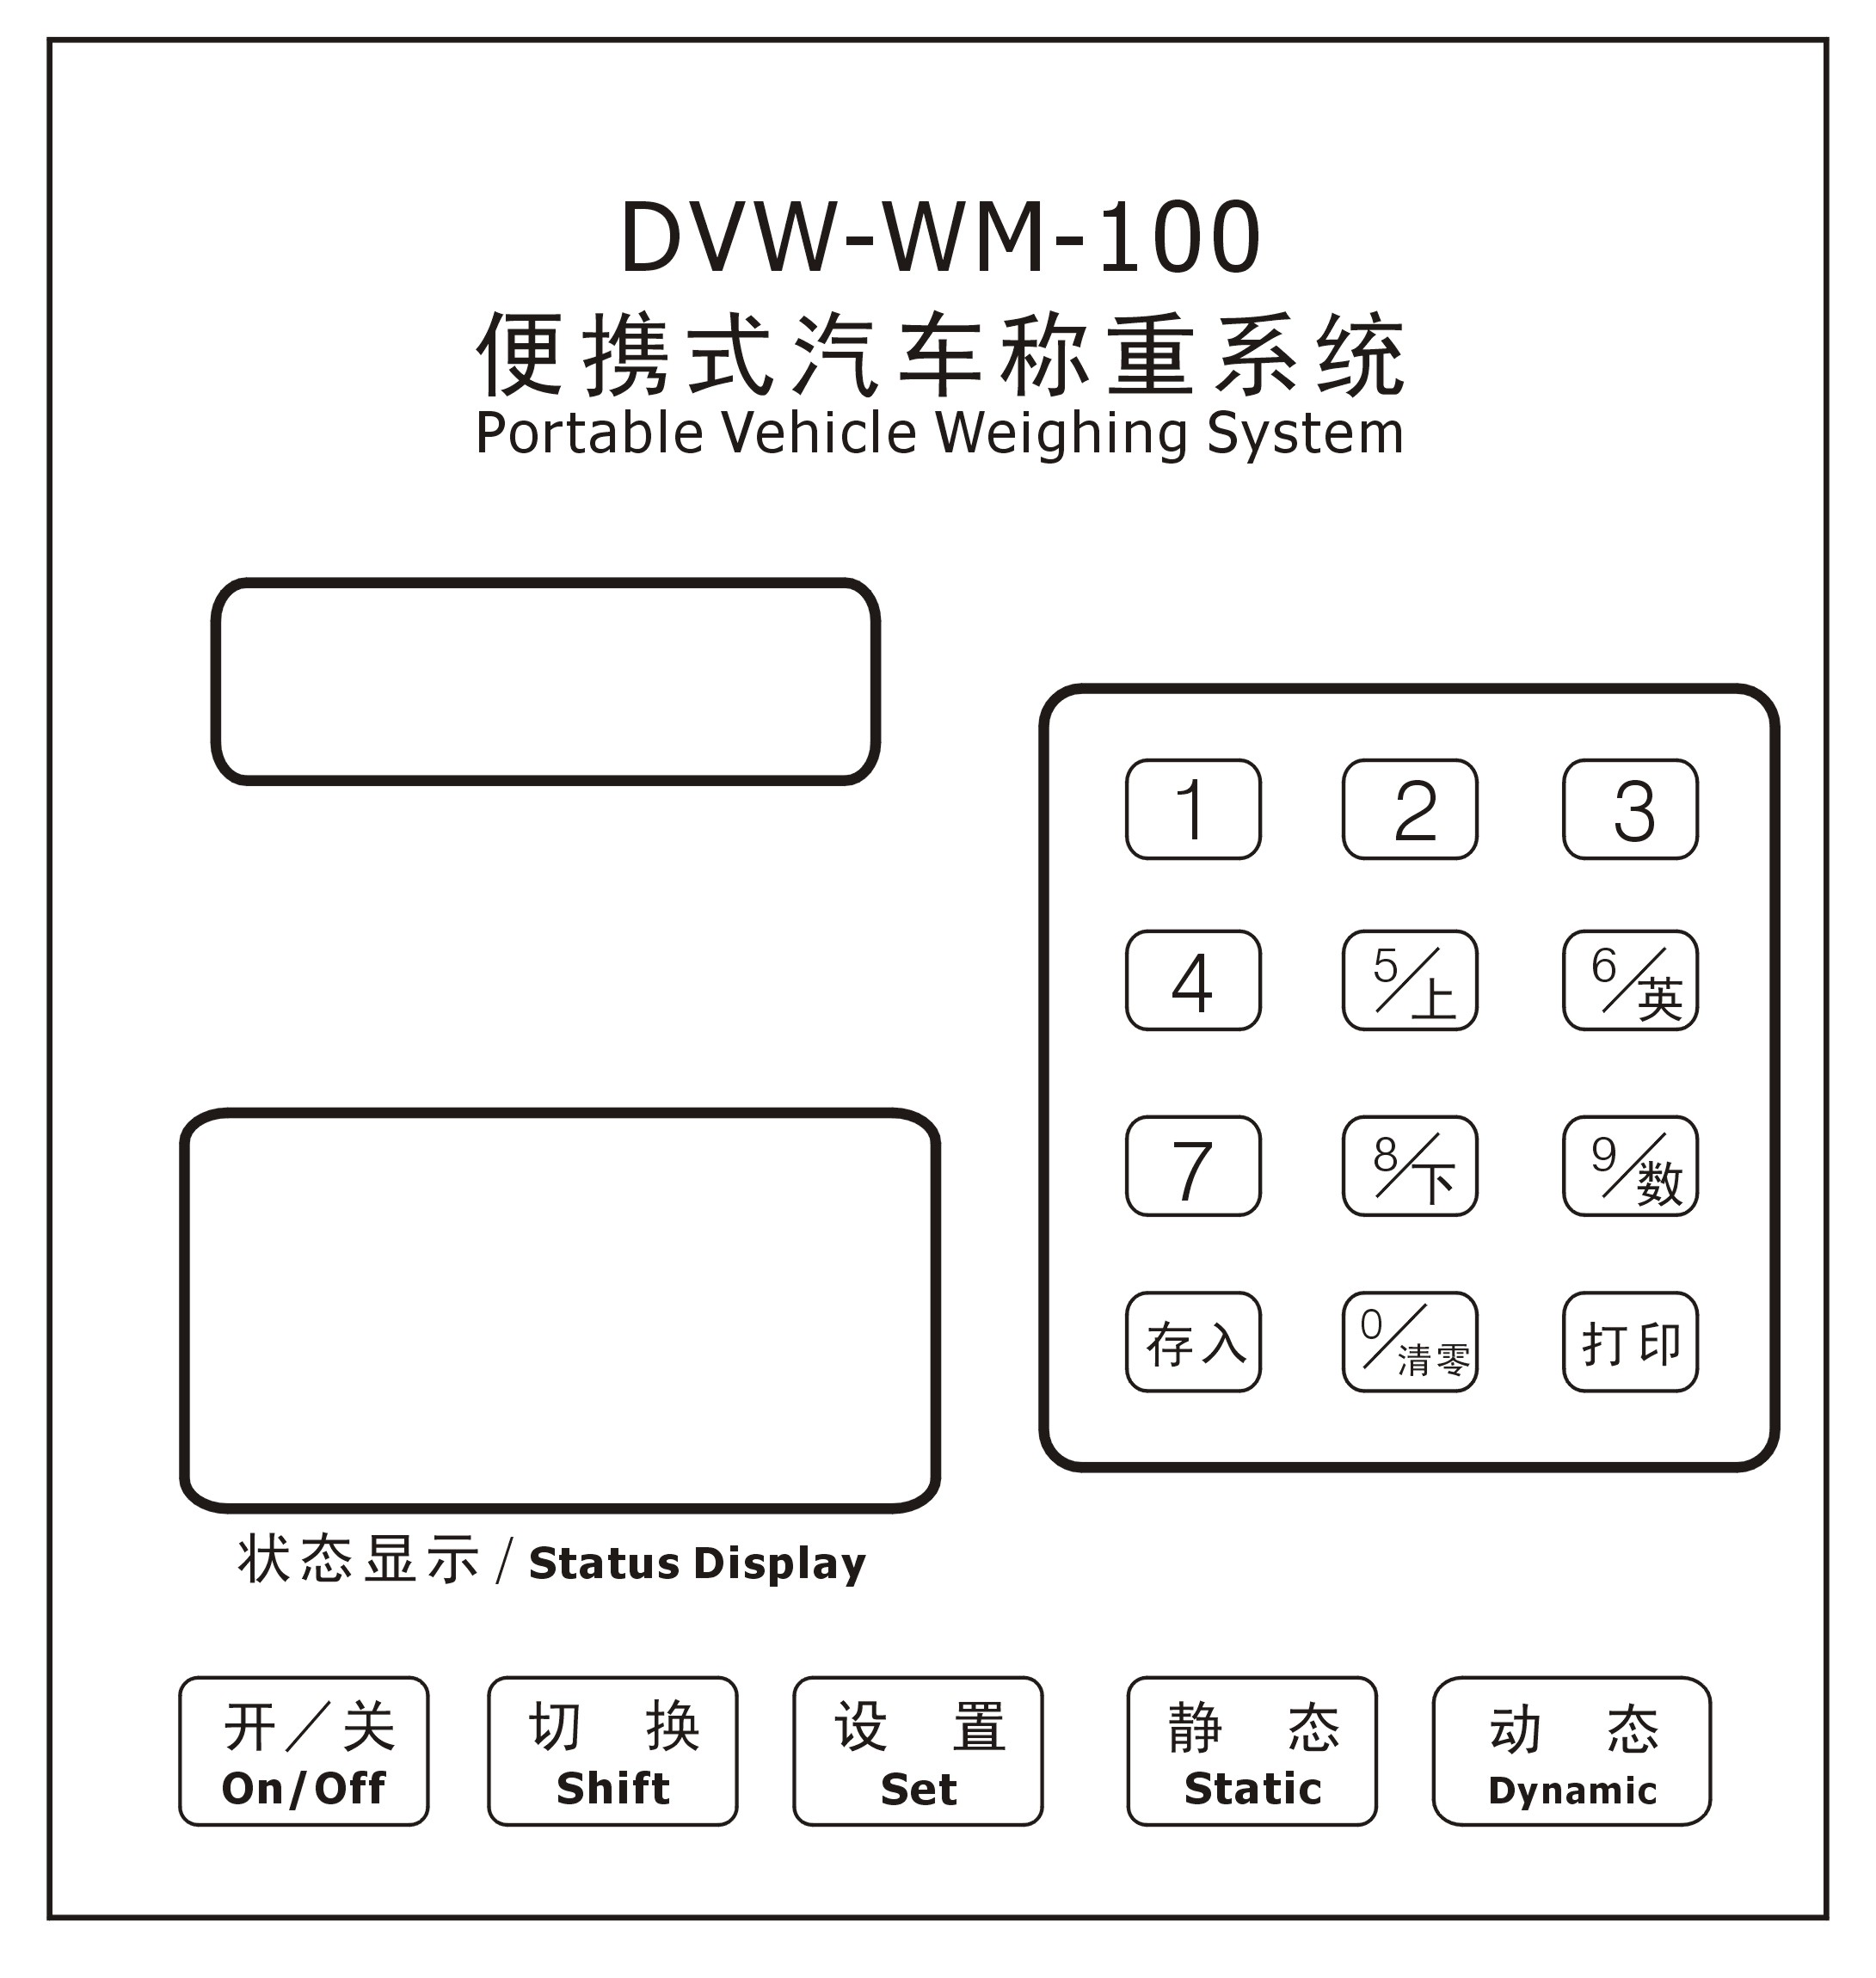 DVW-WM-100
便携式汽车称重系统
Portable Vehicle Weighing System
1 2 3
4 5/上 6/英
7 8/下 9/数
存入 0/清零 打印
状态显示/Status Display
开/关 切换 设置 静态 动态
On/Off Shift Set Static Dynamic